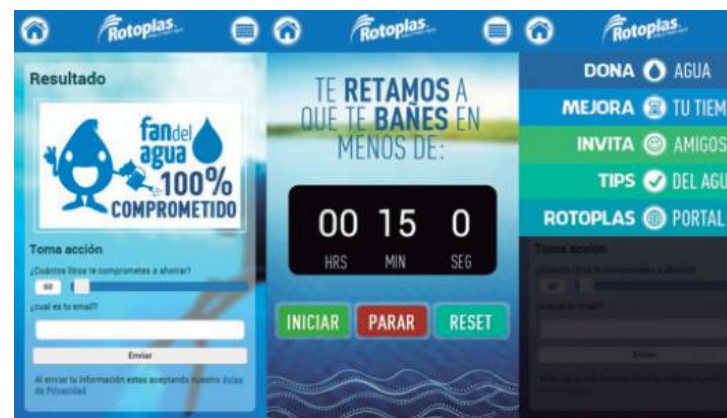 Rotoplas
Resultado
fan del
agua
100%
COMPROMETIDO
Toma acción
¿Cuántos litros te comprometes a ahorrar?
60
¿cual es tu email?
Enviar
Al enviar tu información estas aceptando nuestro Aviso
de Privacidad
Rotoplas
TE RETAMOS A
QUE TE BAÑES EN
MENOS DE:
00 15 0
HRS MIN SEG
INICIAR PARAR RESET
Rotoplas
DONA AGUA
MEJORA TU TIEM
INVITA AMIGOS
TIPS DEL AGU
ROTOPLAS PORTAL
Toma acción
Enviar